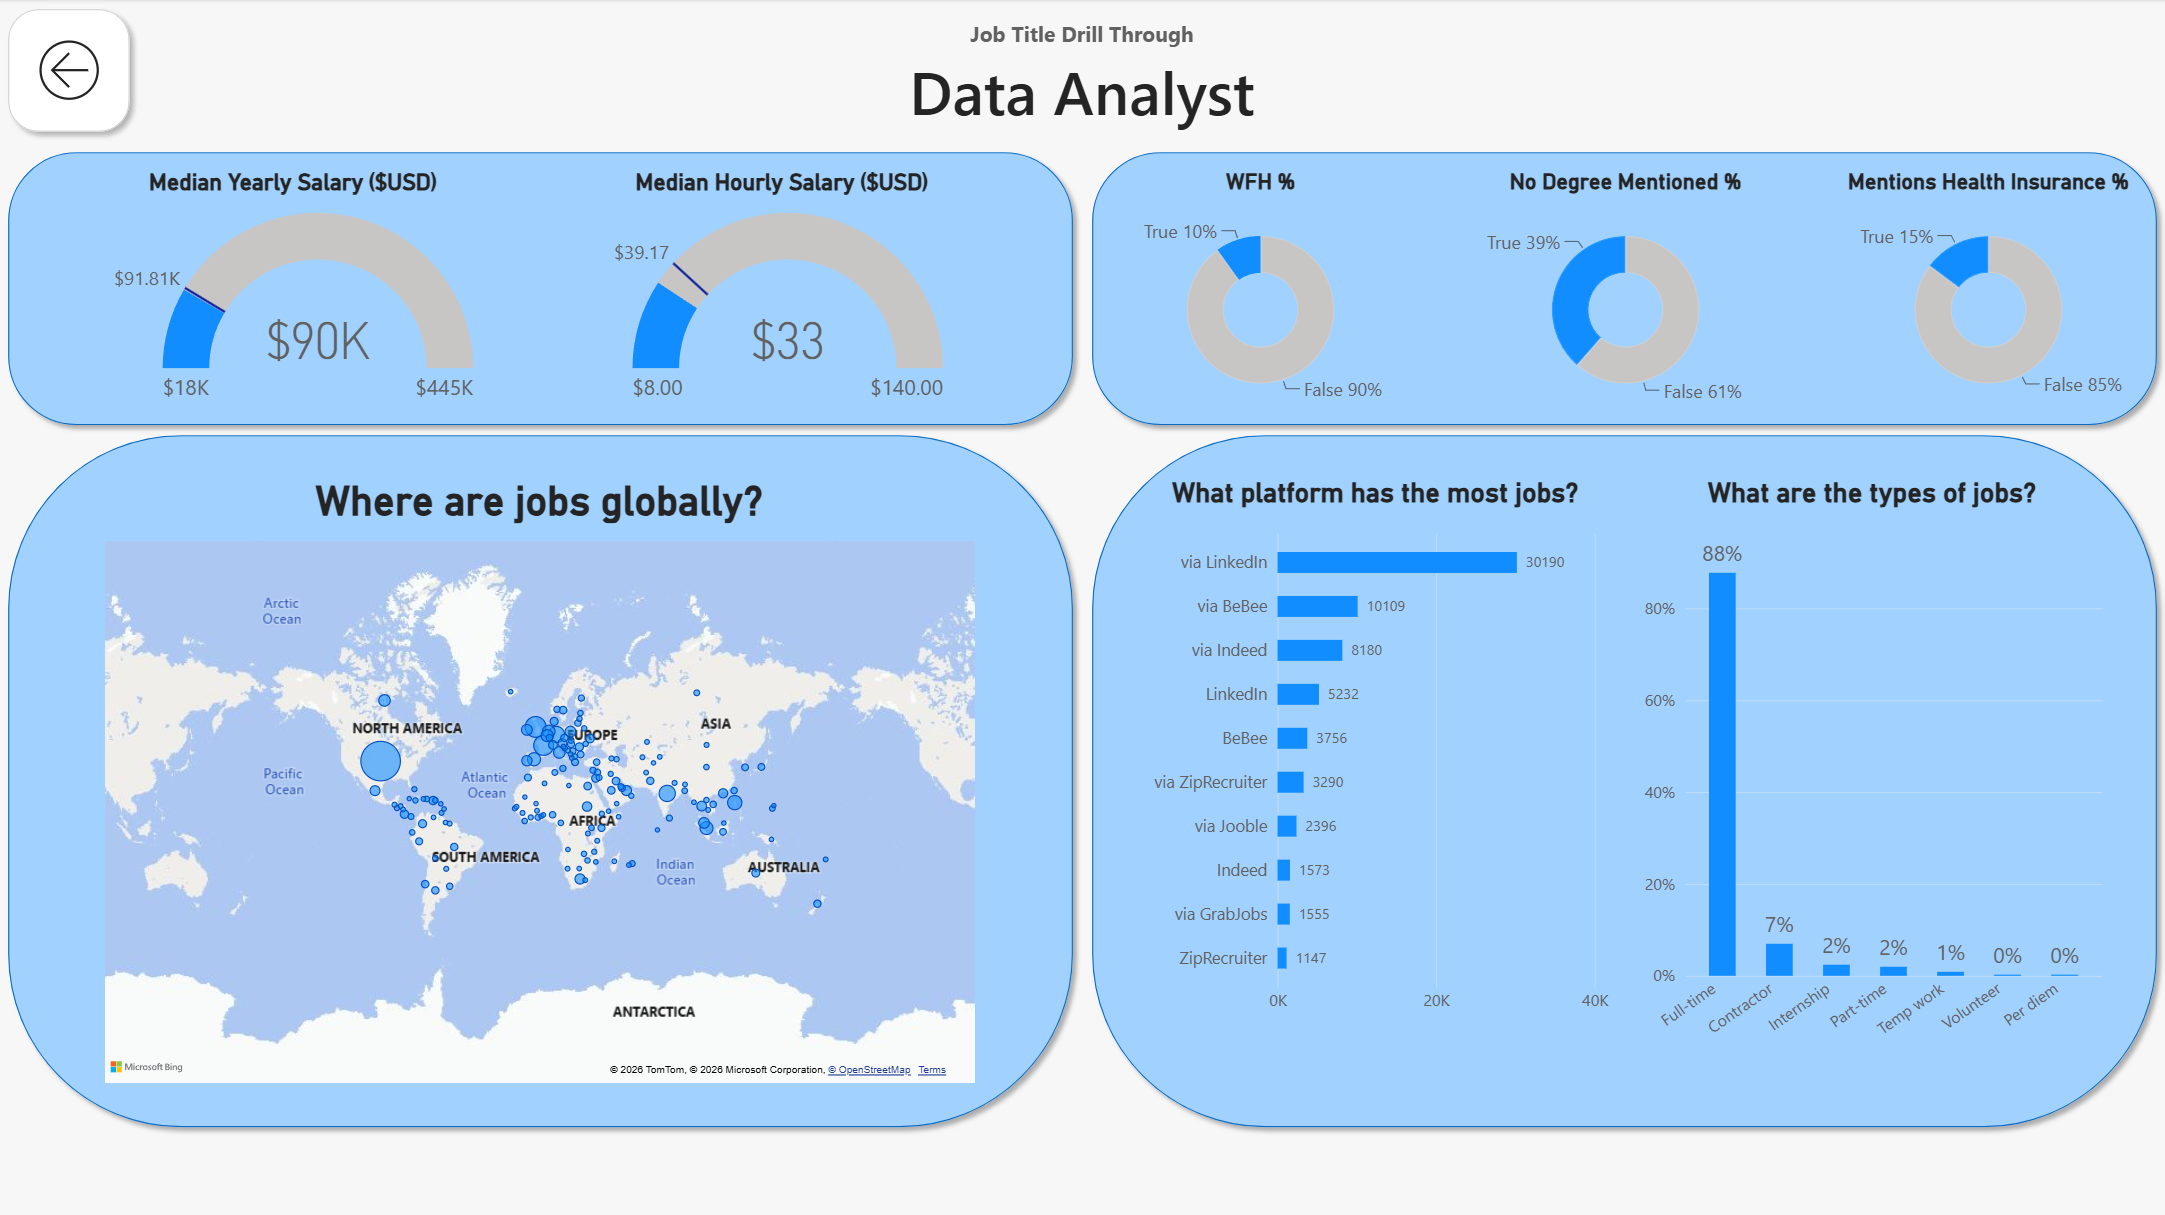 Job Title Drill Through
Data Analyst
Median Yearly Salary ($USD)
$91.81K
$90K
$18K
$445K
Median Hourly Salary ($USD)
$39.17
$33
$8.00
$140.00
WFH %
True 10%
False 90%
No Degree Mentioned %
True 39%
False 61%
Mentions Health Insurance %
True 15%
False 85%
Where are jobs globally?
Arctic
Ocean
NORTH AMERICA
EUROPE
ASIA
Pacific
Ocean
Atlantic
Ocean
AFRICA
SOUTH AMERICA
Indian
Ocean
AUSTRALIA
ANTARCTICA
Microsoft Bing
© 2026 TomTom, © 2026 Microsoft Corporation, © OpenStreetMap Terms
What platform has the most jobs?
via LinkedIn 30190
via BeBee 10109
via Indeed 8180
LinkedIn 5232
BeBee 3756
via ZipRecruiter 3290
via Jooble 2396
Indeed 1573
via GrabJobs 1555
ZipRecruiter 1147
0K 20K 40K
What are the types of jobs?
80%
60%
40%
20%
0%
88% 7% 2% 2% 1% 0% 0%
Full-time Contractor Internship Part-time Temp work Volunteer Per diem